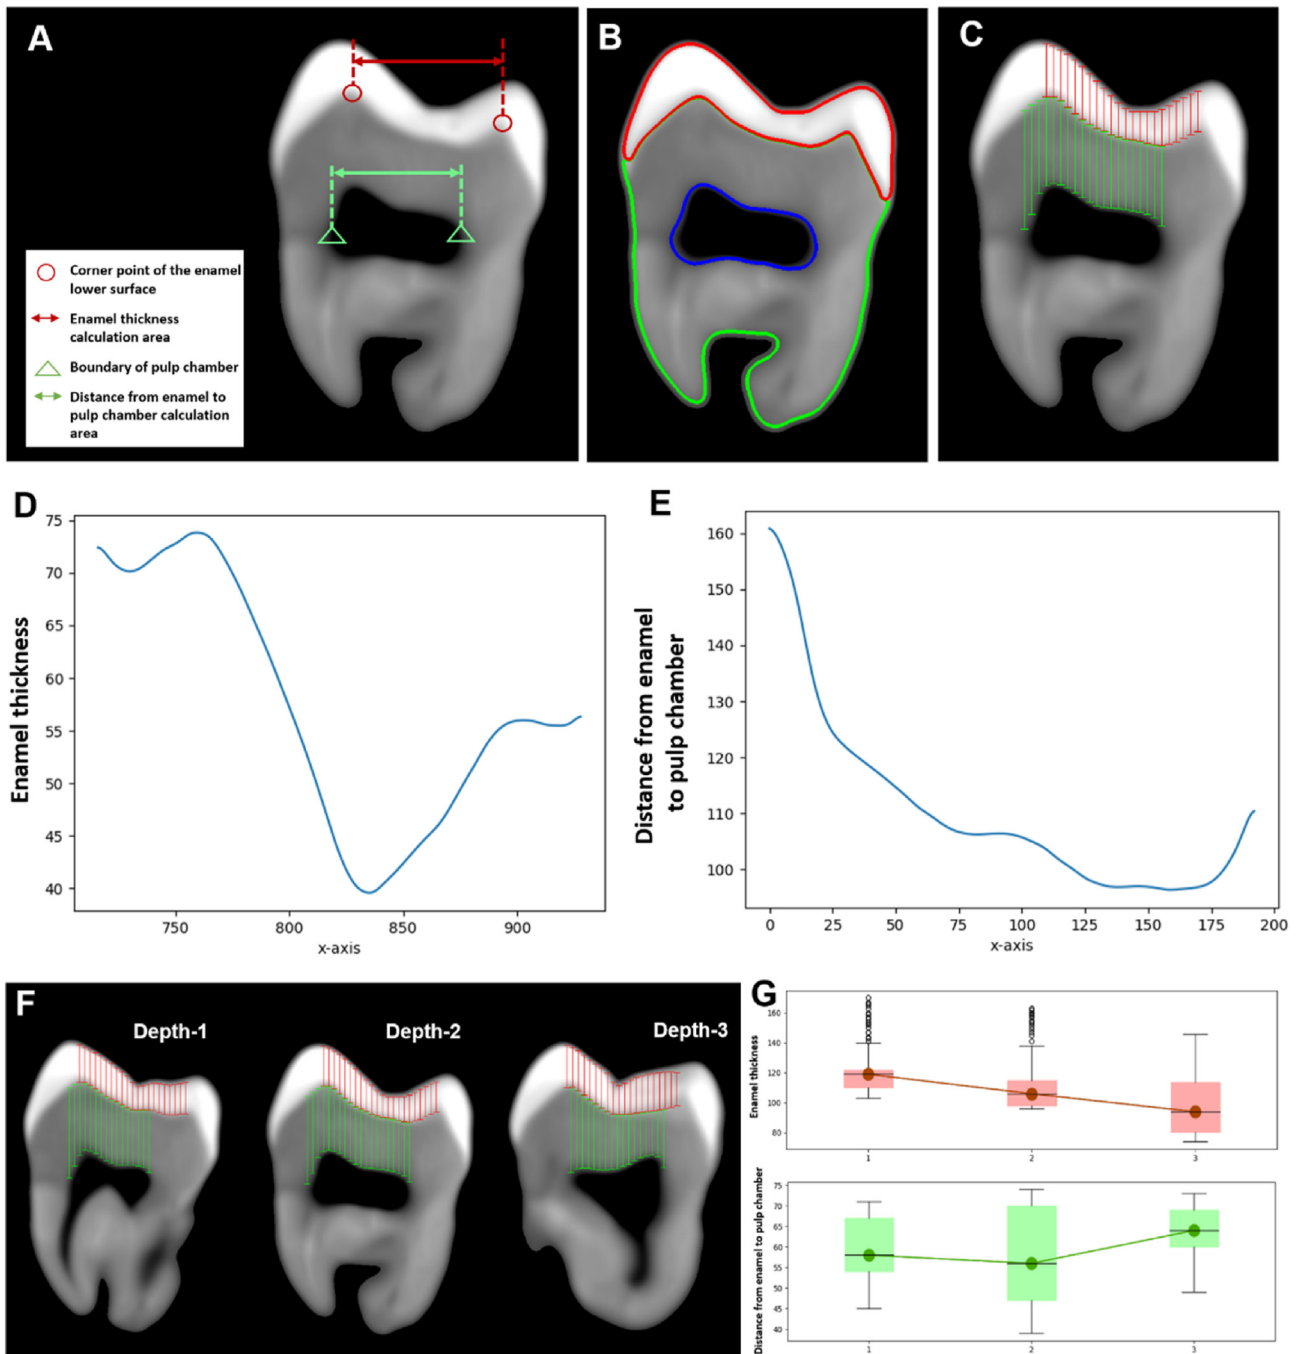 A
B
C
Corner point of the enamel
lower surface
Enamel thickness
calculation area
Boundary of pulp chamber
Distance from enamel to
pulp chamber calculation
area
D
75
70
65
60
55
50
45
40
Enamel thickness
750 800 850 900
x-axis
E
160
150
140
130
120
110
100
Distance from enamel
to pulp chamber
0 25 50 75 100 125 150 175 200
x-axis
F
Depth-1
Depth-2
Depth-3
G
160
140
120
100
80
Enamel thickness
1 2 3
75
70
65
60
55
50
45
40
Distance from enamel to pulp chamber
1 2 3